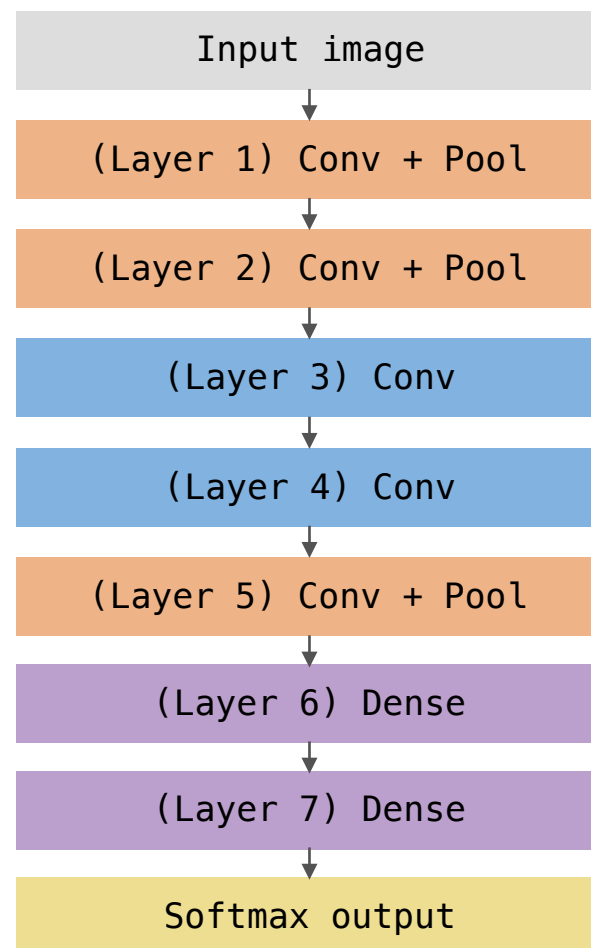 Input image
(Layer 1) Conv + Pool
(Layer 2) Conv + Pool
(Layer 3) Conv
(Layer 4) Conv
(Layer 5) Conv + Pool
(Layer 6) Dense
(Layer 7) Dense
Softmax output